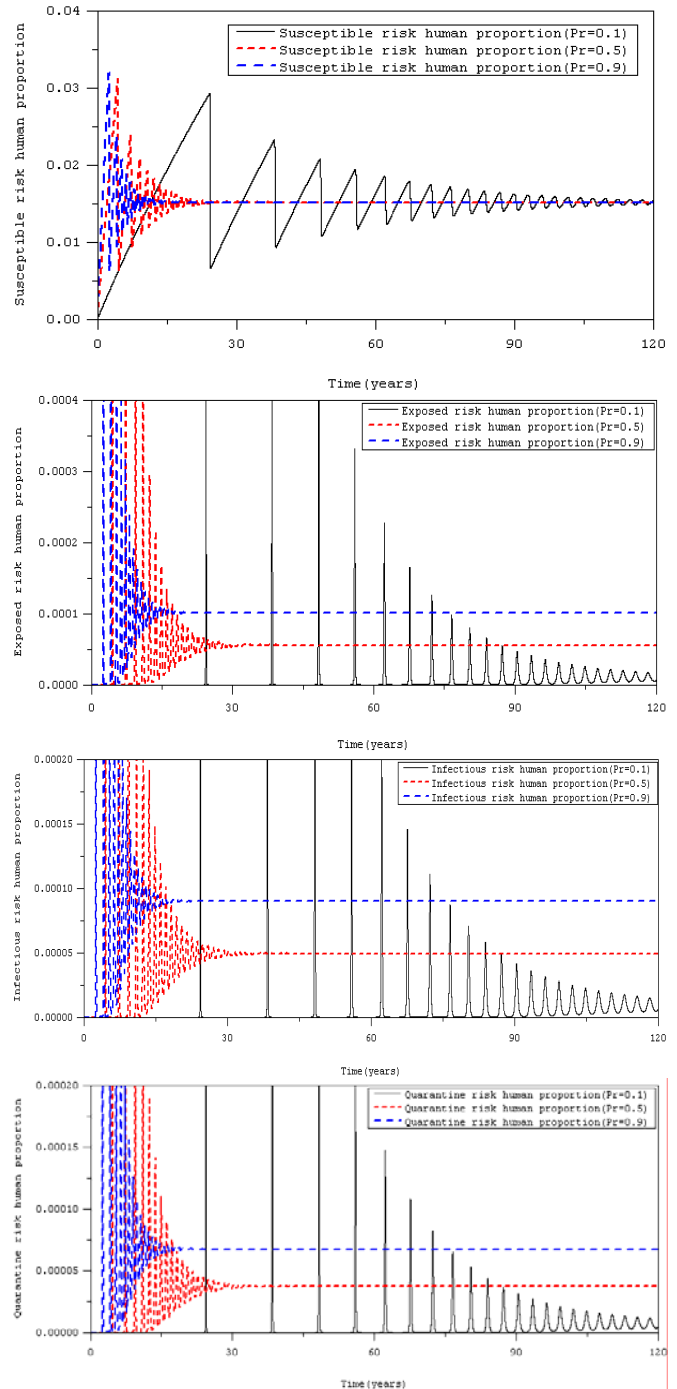 Susceptible risk human proportion
0.04
0.03
0.02
0.01
0.00
Susceptible risk human proportion(Pr=0.1)
Susceptible risk human proportion(Pr=0.5)
Susceptible risk human proportion(Pr=0.9)
0 30 60 90 120
Time(years)
Exposed risk human proportion
0.0004
0.0003
0.0002
0.0001
0.0000
Exposed risk human proportion(Pr=0.1)
Exposed risk human proportion(Pr=0.5)
Exposed risk human proportion(Pr=0.9)
0 30 60 90 120
Time(years)
Infectious risk human proportion
0.00020
0.00015
0.00010
0.00005
0.00000
Infectious risk human proportion(Pr=0.1)
Infectious risk human proportion(Pr=0.5)
Infectious risk human proportion(Pr=0.9)
0 30 60 90 120
Time(years)
Quarantine risk human proportion
0.00020
0.00015
0.00010
0.00005
0.00000
Quarantine risk human proportion(Pr=0.1)
Quarantine risk human proportion(Pr=0.5)
Quarantine risk human proportion(Pr=0.9)
0 30 60 90 120
Time(years)